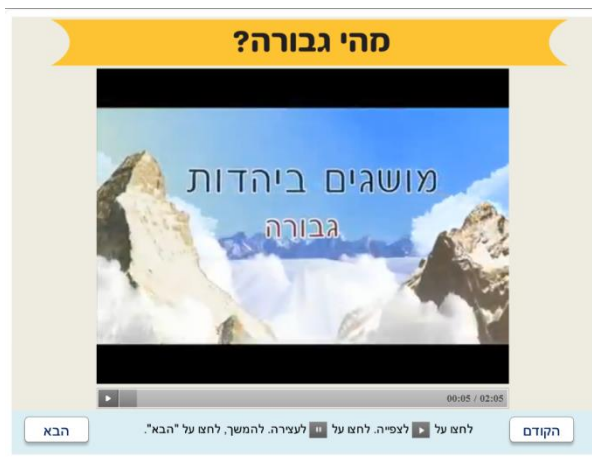 מהי גבורה?
מושגים ביהדות
גבורה
00:05 / 02:05
הקודם
לחצו על לצפייה. לחצו על לעצירה. להמשך, לחצו על "הבא".
הבא